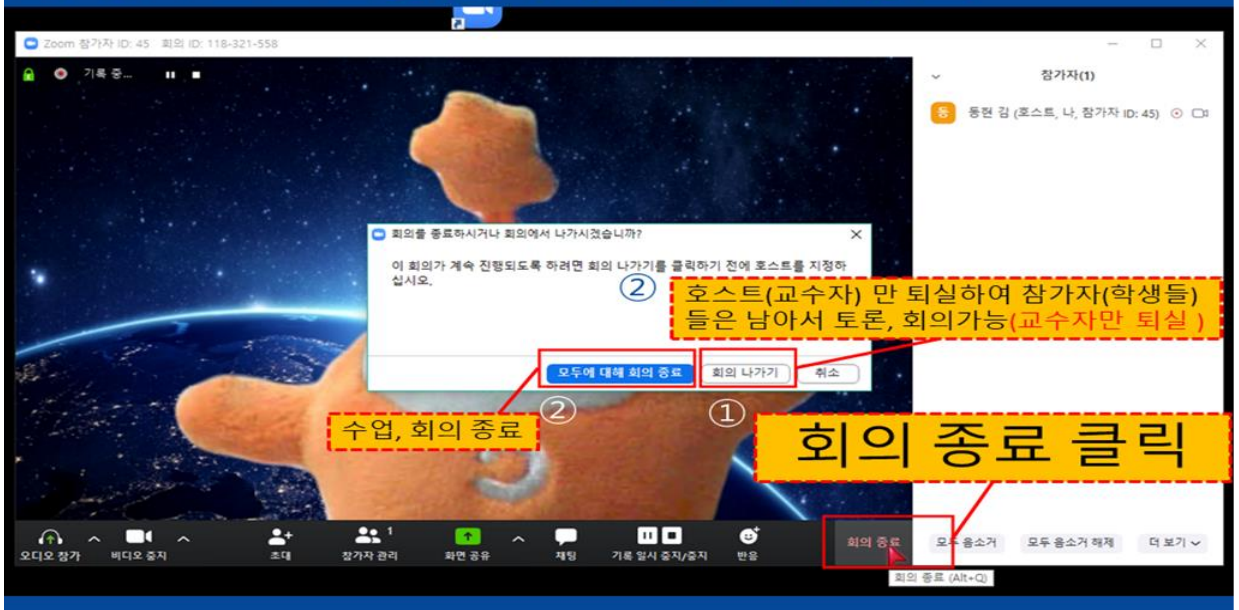 Zoom 참가자 ID: 45 회의 ID: 118-321-558
기록 중...
참가자(1)
동
동현 김 (호스트, 나, 참가자 ID: 45)
회의를 종료하시거나 회의에서 나가시겠습니까?
이 회의가 계속 진행되도록 하려면 회의 나가기를 클릭하기 전에 호스트를 지정하
십시오.
②
호스트(교수자) 만 퇴실하여 참가자(학생들)
들은 남아서 토론, 회의가능(교수자만 퇴실 )
모두에 대해 회의 종료
회의 나가기
취소
②
①
수업, 회의 종료
회의 종료 클릭
오디오 참가
비디오 중지
초대
1
참가자 관리
화면 공유
채팅
기록 일시 중지/중지
반응
회의 종료
모두 음소거
모두 음소거 해제
더 보기
회의 종료 (Alt+Q)